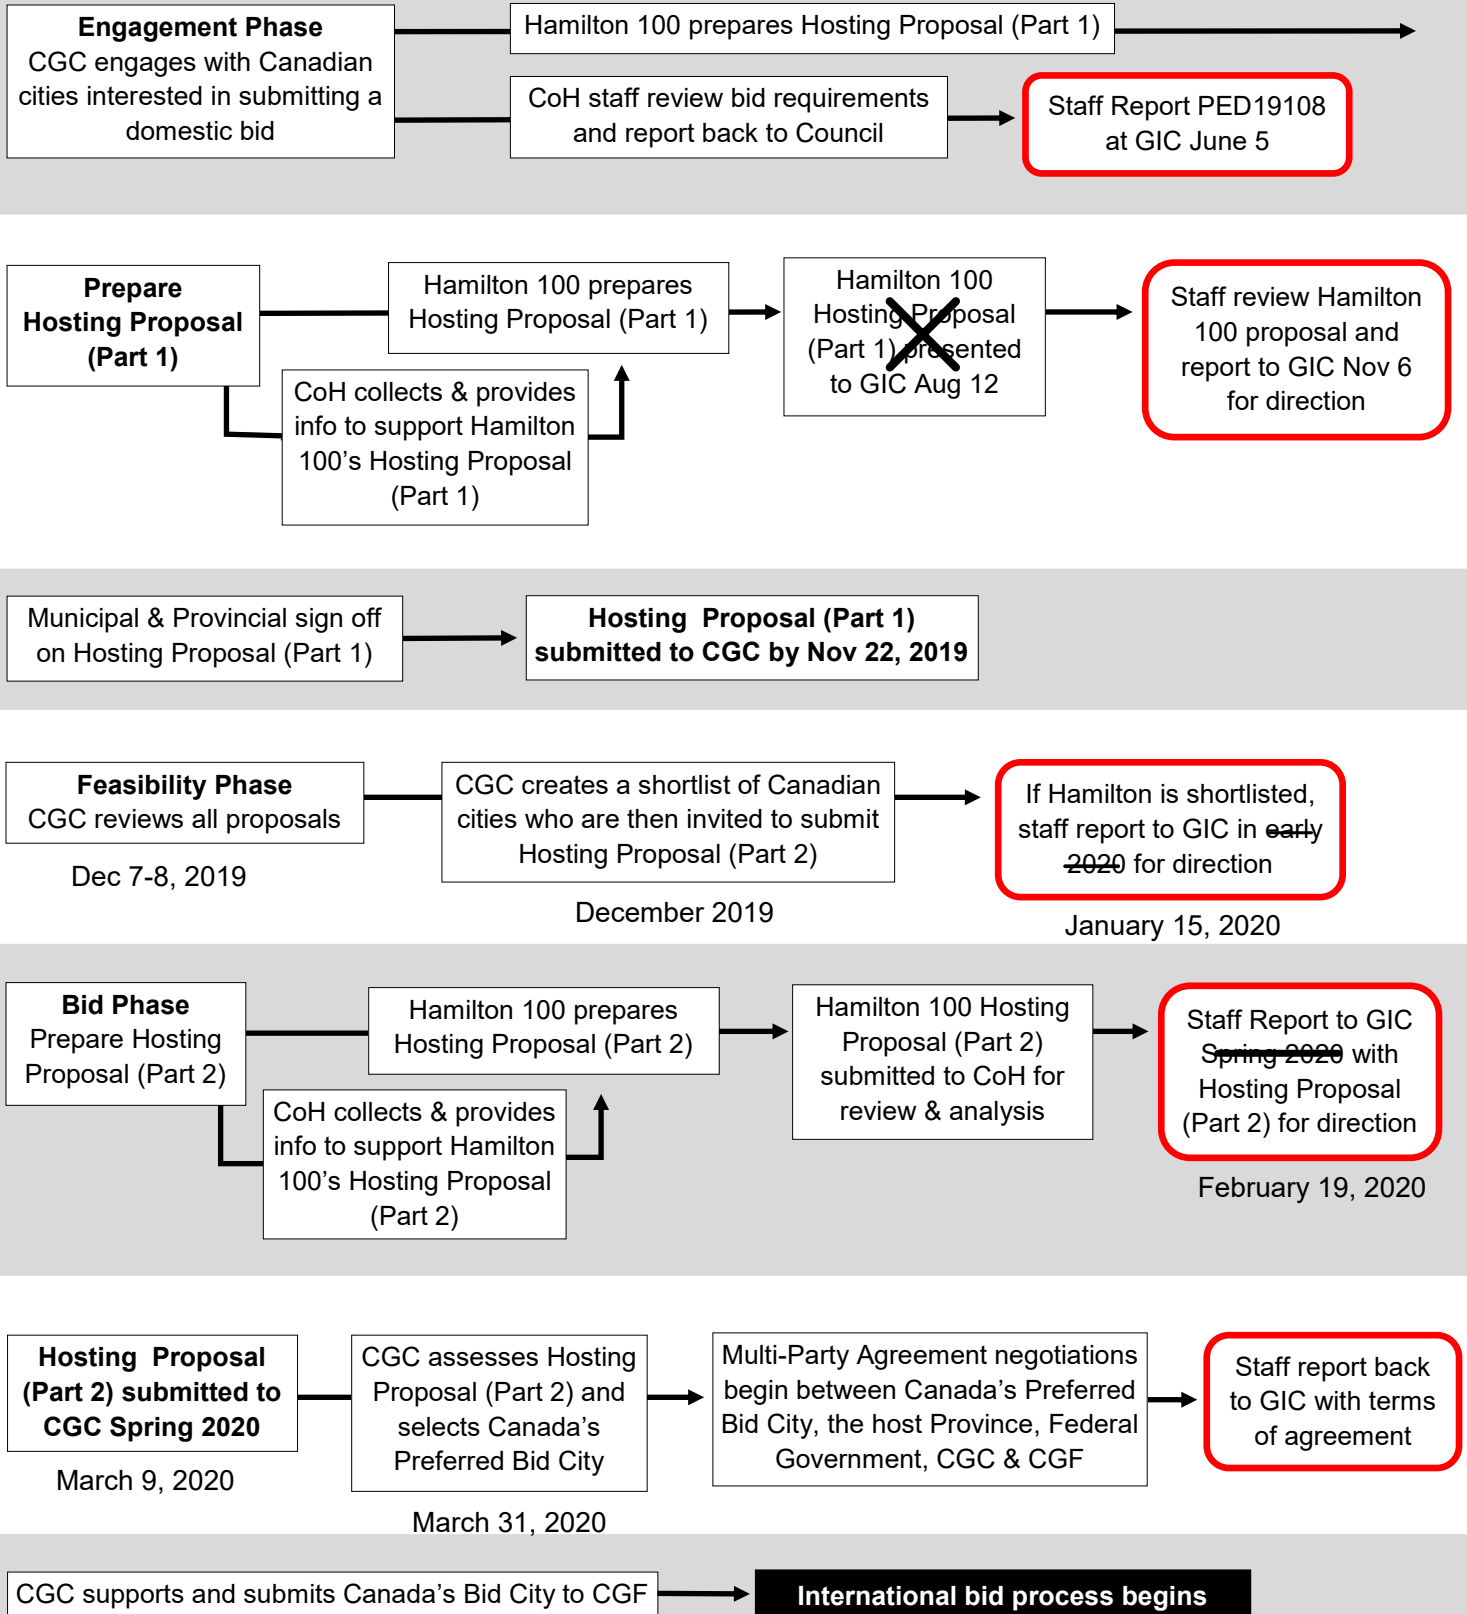 Engagement Phase
CGC engages with Canadian
cities interested in submitting a
domestic bid
Hamilton 100 prepares Hosting Proposal (Part 1)
CoH staff review bid requirements
and report back to Council
Staff Report PED19108
at GIC June 5
Prepare
Hosting Proposal
(Part 1)
Hamilton 100 prepares
Hosting Proposal (Part 1)
CoH collects & provides
info to support Hamilton
100's Hosting Proposal
(Part 1)
Hamilton 100
Hosting Proposal
(Part 1) presented
to GIC Aug 12
Staff review Hamilton
100 proposal and
report to GIC Nov 6
for direction
Municipal & Provincial sign off
on Hosting Proposal (Part 1)
Hosting Proposal (Part 1)
submitted to CGC by Nov 22, 2019
Feasibility Phase
CGC reviews all proposals
Dec 7-8, 2019
CGC creates a shortlist of Canadian
cities who are then invited to submit
Hosting Proposal (Part 2)
December 2019
If Hamilton is shortlisted,
staff report to GIC in early
2020 for direction
January 15, 2020
Bid Phase
Prepare Hosting
Proposal (Part 2)
Hamilton 100 prepares
Hosting Proposal (Part 2)
CoH collects & provides
info to support Hamilton
100's Hosting Proposal
(Part 2)
Hamilton 100 Hosting
Proposal (Part 2)
submitted to CoH for
review & analysis
Staff Report to GIC
Spring 2020 with
Hosting Proposal
(Part 2) for direction
February 19, 2020
Hosting Proposal
(Part 2) submitted to
CGC Spring 2020
March 9, 2020
CGC assesses Hosting
Proposal (Part 2) and
selects Canada's
Preferred Bid City
March 31, 2020
Multi-Party Agreement negotiations
begin between Canada's Preferred
Bid City, the host Province, Federal
Government, CGC & CGF
Staff report back
to GIC with terms
of agreement
CGC supports and submits Canada's Bid City to CGF
International bid process begins